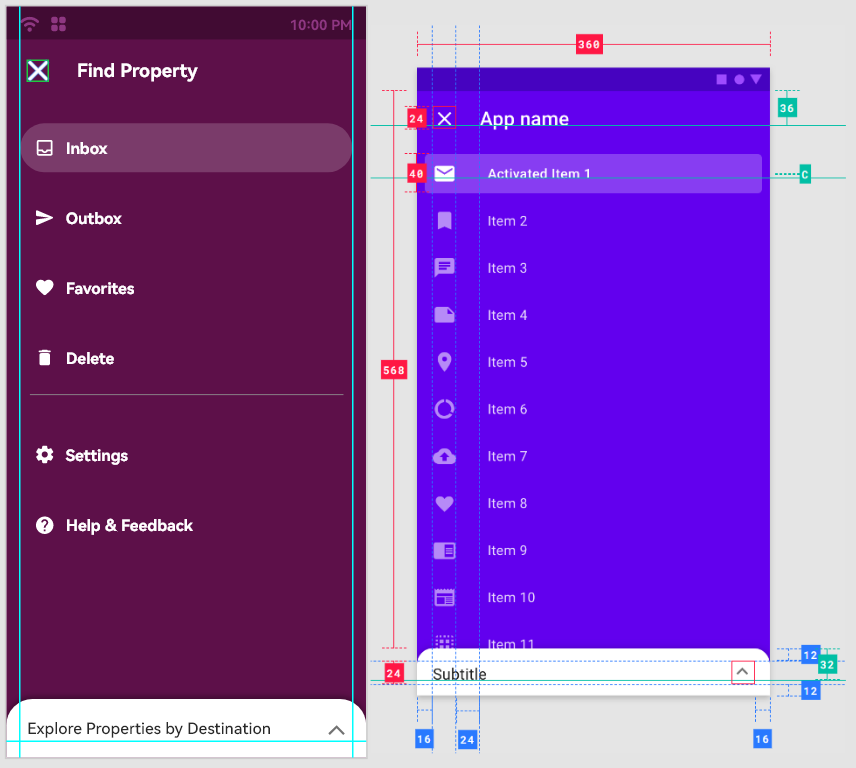 10:00 PM
Find Property
Inbox
Outbox
Favorites
Delete
Settings
Help & Feedback
Explore Properties by Destination
360
36
24
App name
40
Activated Item 1
C
Item 2
Item 3
Item 4
Item 5
568
Item 6
Item 7
Item 8
Item 9
Item 10
Item 11
12
32
24
Subtitle
12
16
24
16